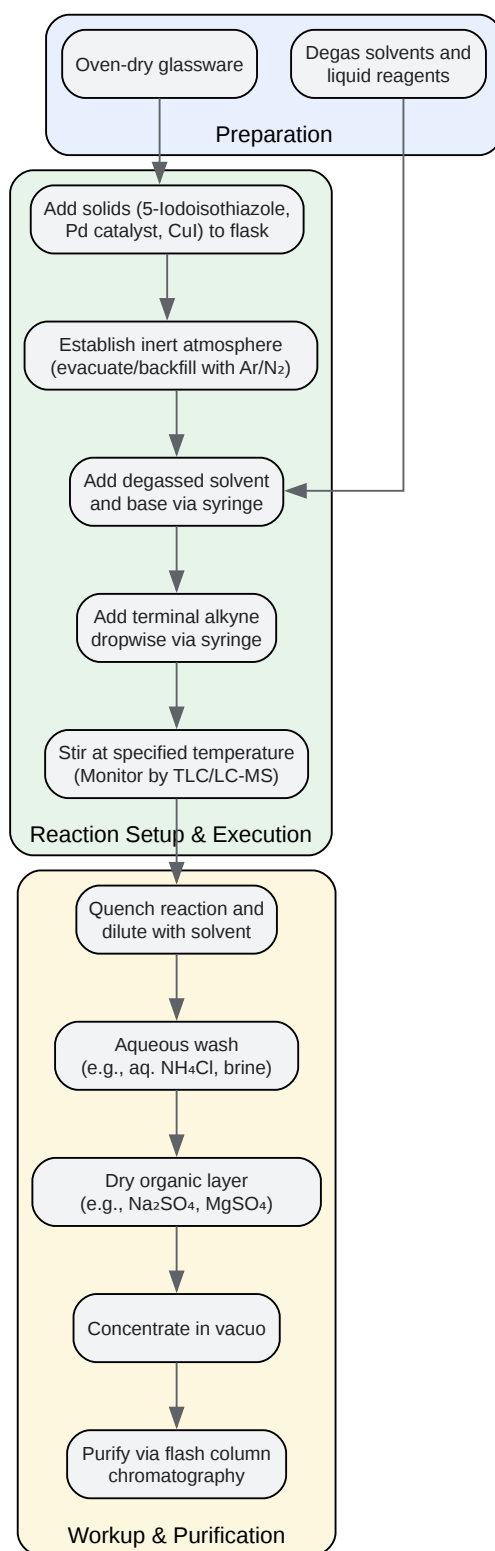 Oven-dry glassware
Degas solvents and
liquid reagents
Preparation
Add solids (5-Iodoisothiazole,
Pd catalyst, CuI) to flask
Establish inert atmosphere
(evacuate/backfill with Ar/N₂)
Add degassed solvent
and base via syringe
Add terminal alkyne
dropwise via syringe
Stir at specified temperature
(Monitor by TLC/LC-MS)
Reaction Setup & Execution
Quench reaction and
dilute with solvent
Aqueous wash
(e.g., aq. NH₄Cl, brine)
Dry organic layer
(e.g., Na₂SO₄, MgSO₄)
Concentrate in vacuo
Purify via flash column
chromatography
Workup & Purification